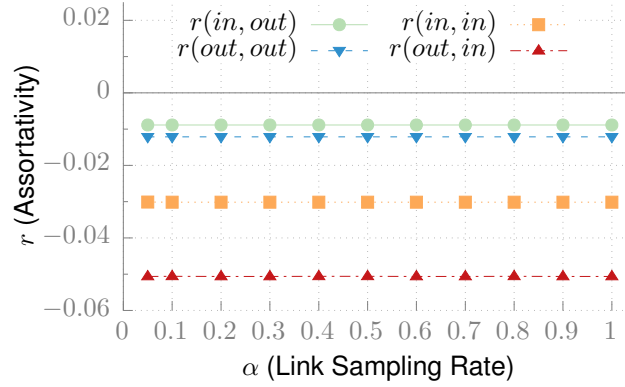 0.02
r(in, out)
r(in, in)
r(out, out)
r(out, in)
0
−0.02
−0.04
−0.06
r (Assortativity)
0 0.1 0.2 0.3 0.4 0.5 0.6 0.7 0.8 0.9 1
α (Link Sampling Rate)